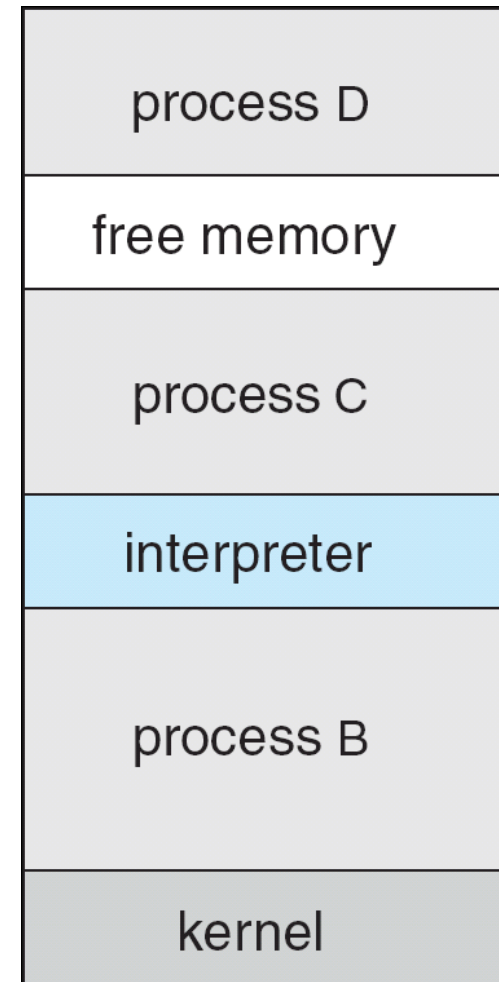 process D
free memory
process C
interpreter
process B
kernel